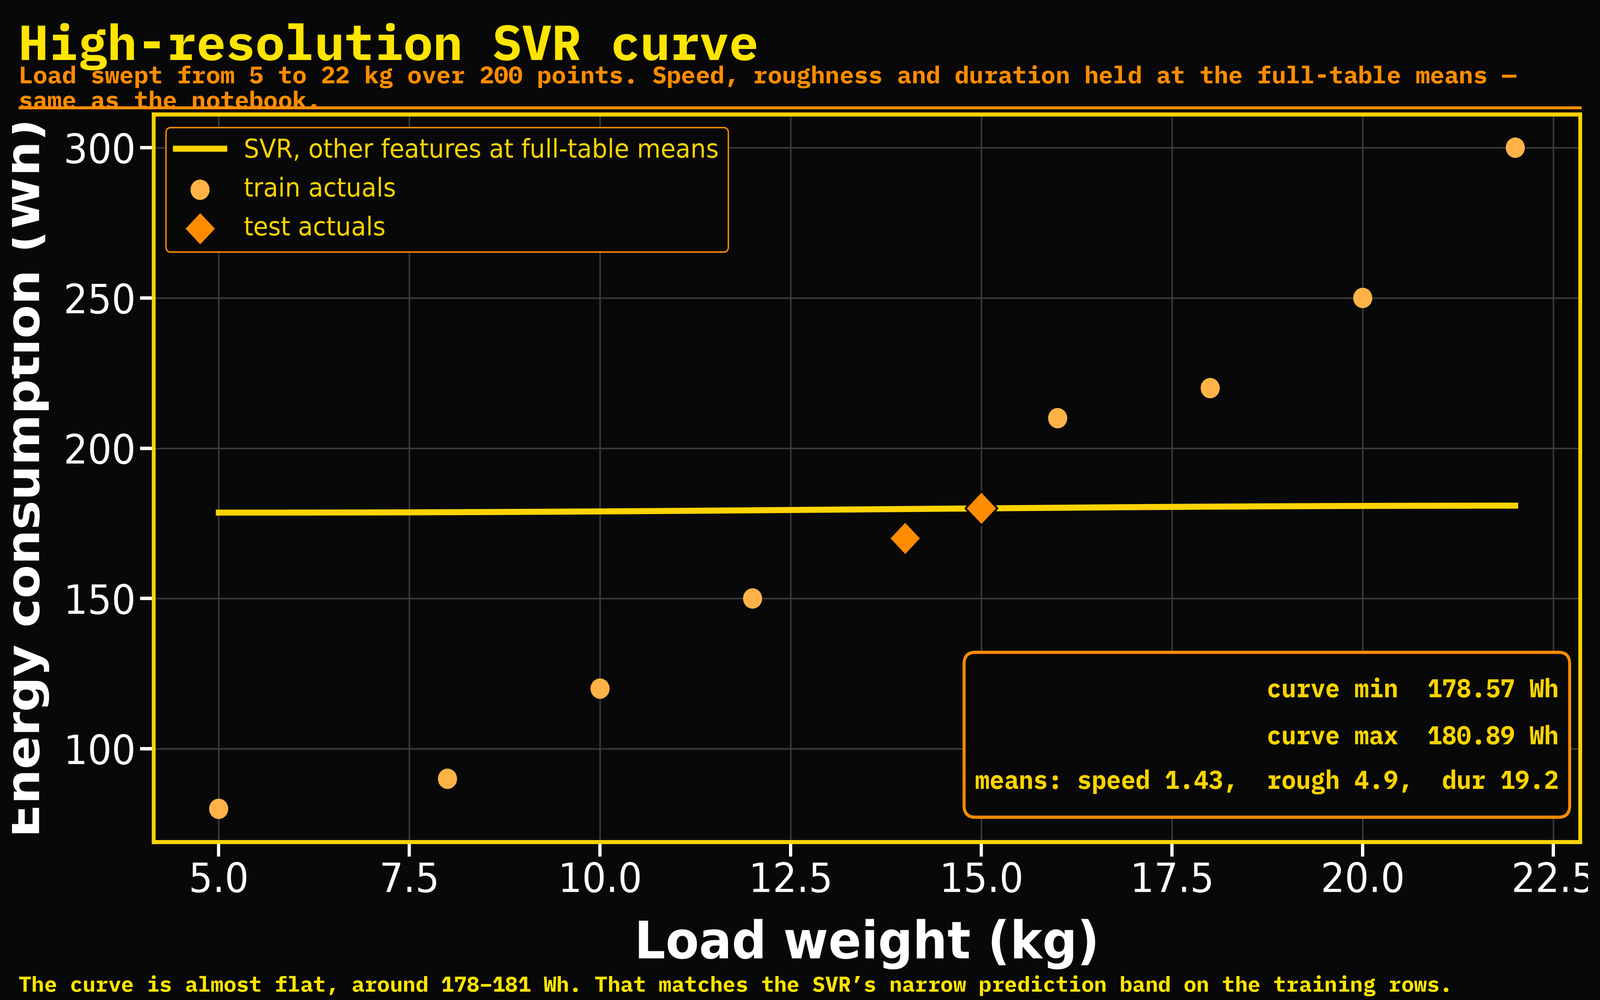 High-resolution SVR curve
Load swept from 5 to 22 kg over 200 points. Speed, roughness and duration held at the full-table means —
same as the notebook.
Energy consumption (Wh)
300
250
200
150
100
SVR, other features at full-table means
train actuals
test actuals
curve min 178.57 Wh
curve max 180.89 Wh
means: speed 1.43, rough 4.9, dur 19.2
5.0 7.5 10.0 12.5 15.0 17.5 20.0 22.5
Load weight (kg)
The curve is almost flat, around 178–181 Wh. That matches the SVR’s narrow prediction band on the training rows.